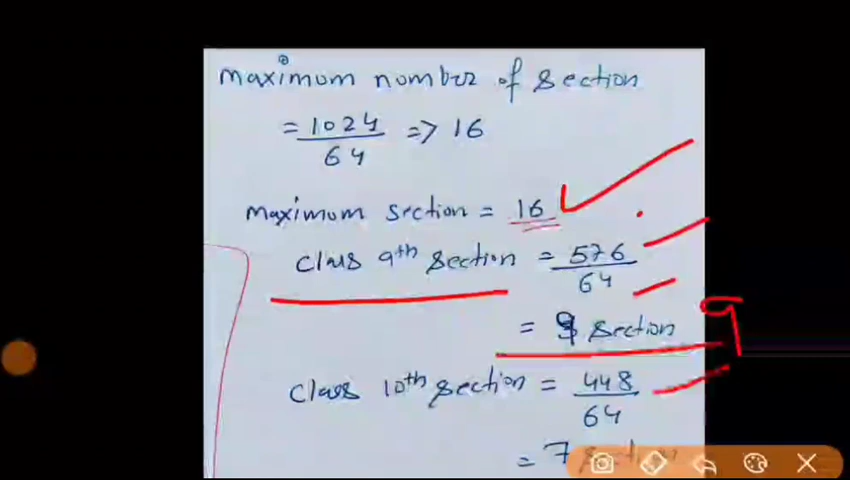 maximum number of section
= 1024/64 => 16
maximum section = 16
class 9th section = 576/64
= 9 section 9
class 10th section = 448/64
= 7 section